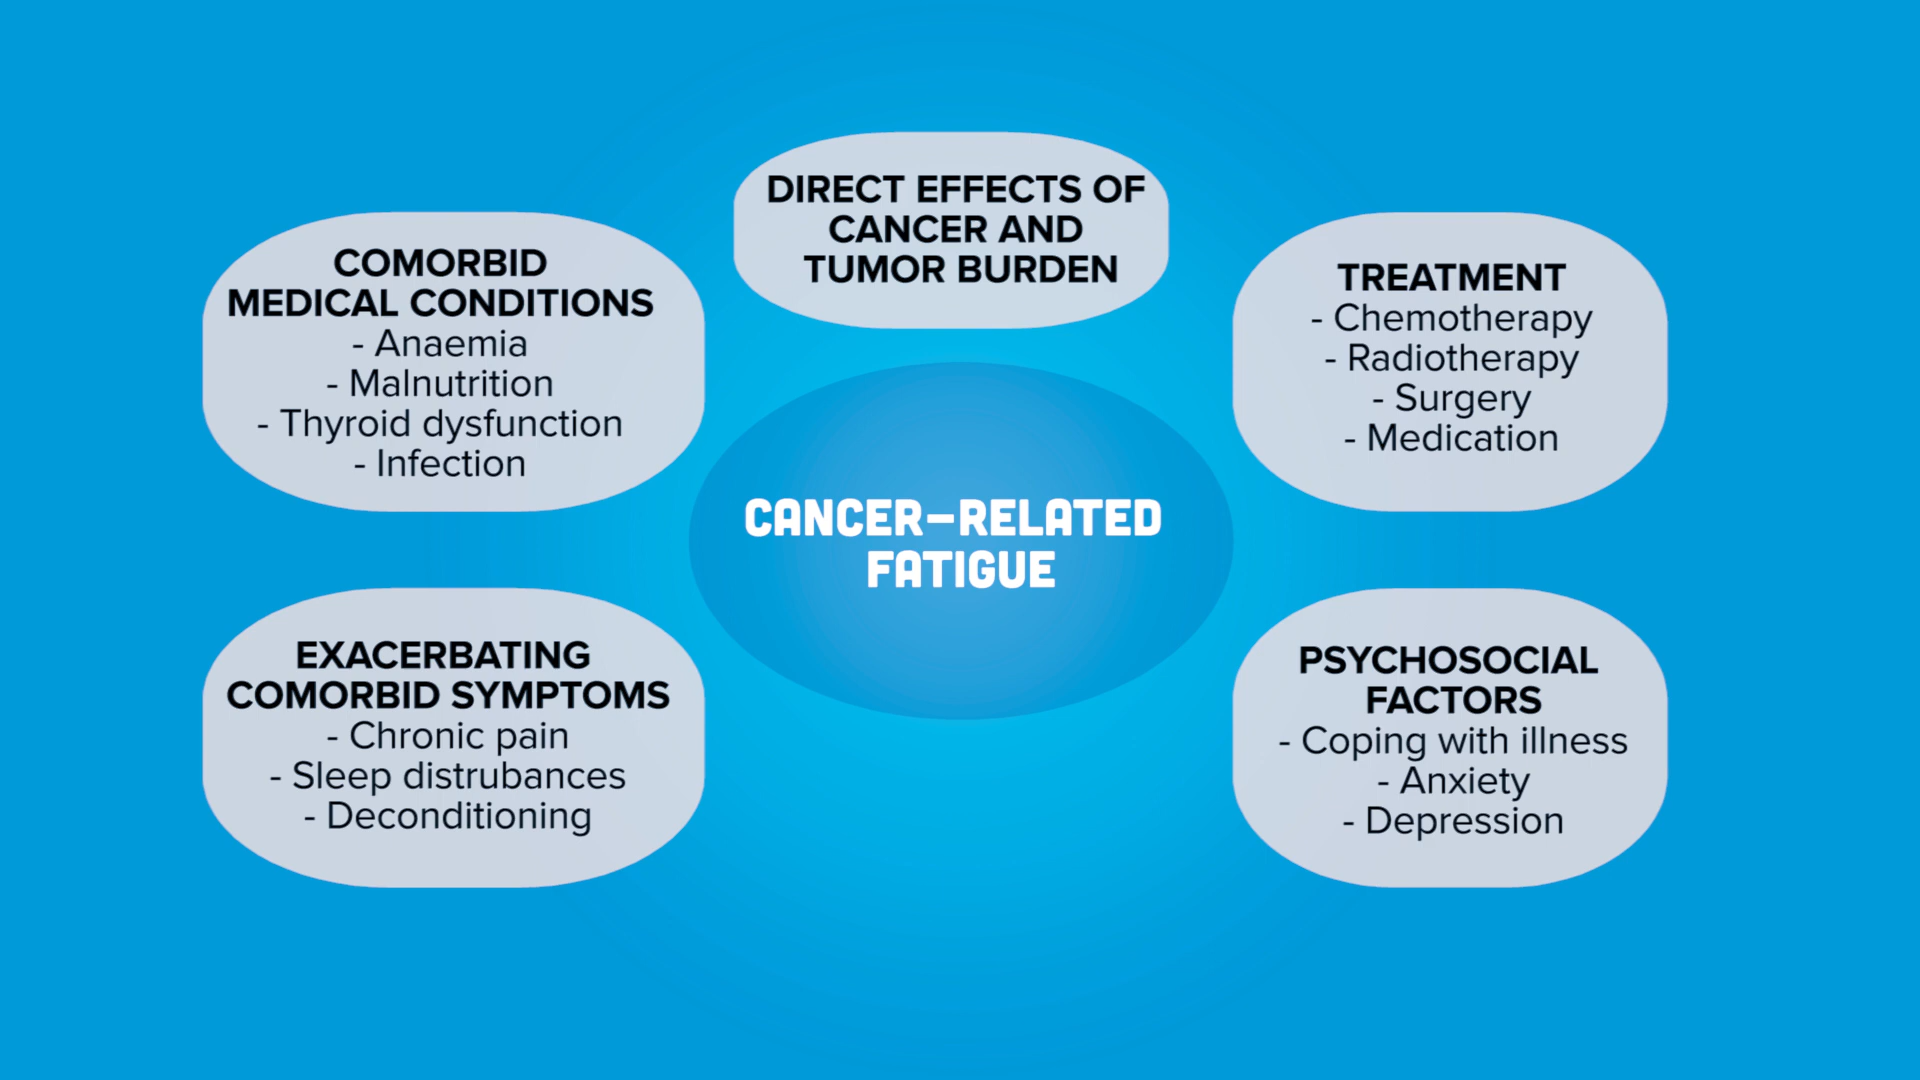 DIRECT EFFECTS OF
CANCER AND
TUMOR BURDEN
COMORBID
MEDICAL CONDITIONS
- Anaemia
- Malnutrition
- Thyroid dysfunction
- Infection
TREATMENT
- Chemotherapy
- Radiotherapy
- Surgery
- Medication
CANCER-RELATED
FATIGUE
EXACERBATING
COMORBID SYMPTOMS
- Chronic pain
- Sleep distrubances
- Deconditioning
PSYCHOSOCIAL
FACTORS
- Coping with illness
- Anxiety
- Depression